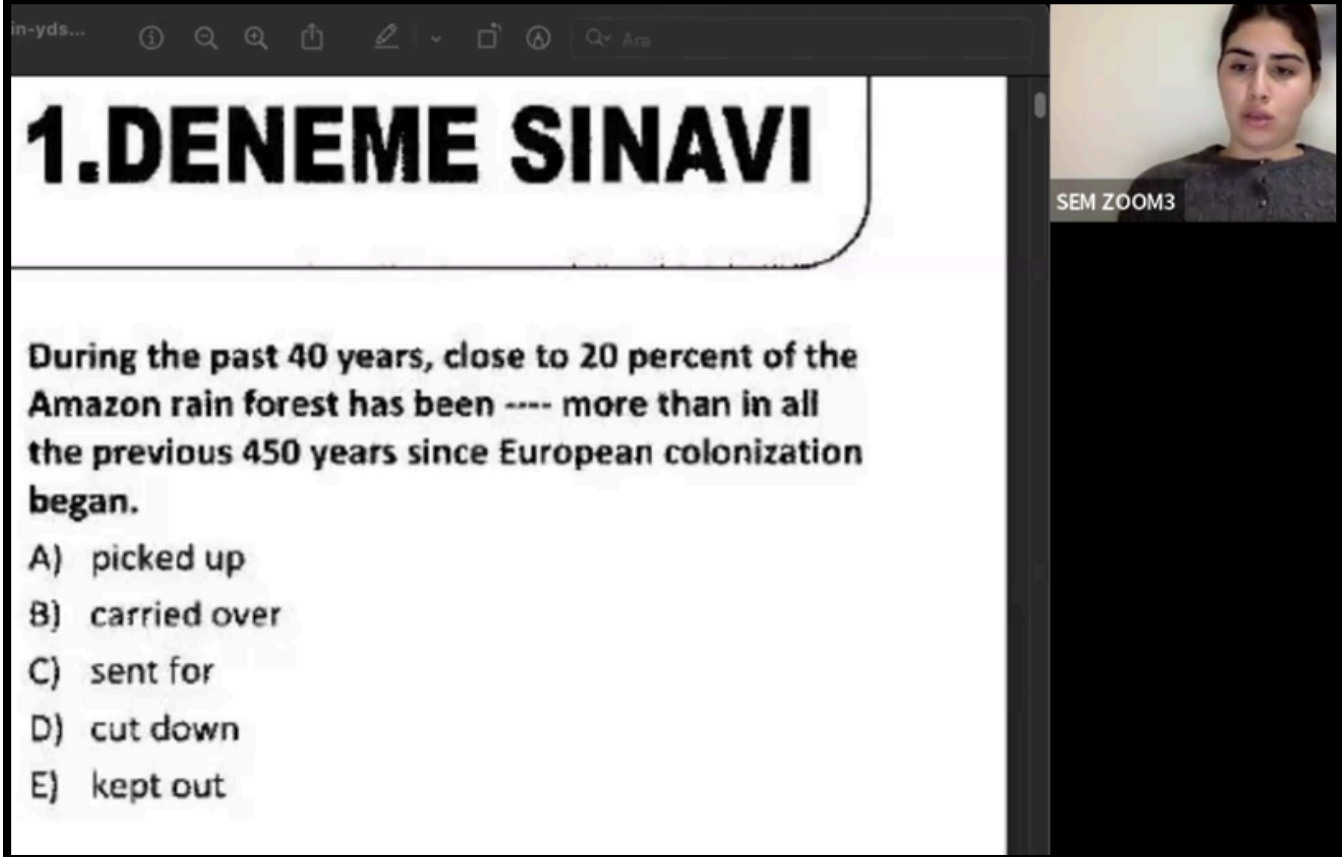 in-yds...
Ara
1.DENEME SINAVI
SEM ZOOM3
During the past 40 years, close to 20 percent of the
Amazon rain forest has been ---- more than in all
the previous 450 years since European colonization
began.
A) picked up
B) carried over
C) sent for
D) cut down
E) kept out